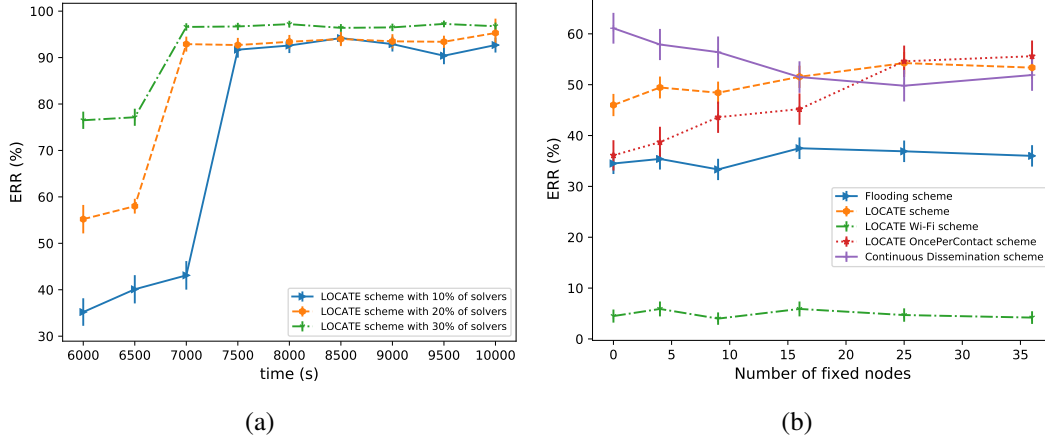 100
90
80
70
60
50
40
30
ERR (%)
LOCATE scheme with 10% of solvers
LOCATE scheme with 20% of solvers
LOCATE scheme with 30% of solvers
6000 6500 7000 7500 8000 8500 9000 9500 10000
time (s)
(a)
60
50
40
30
20
10
0
ERR (%)
Flooding scheme
LOCATE scheme
LOCATE Wi-Fi scheme
LOCATE OncePerContact scheme
Continuous Dissemination scheme
0 5 10 15 20 25 30 35
Number of fixed nodes
(b)